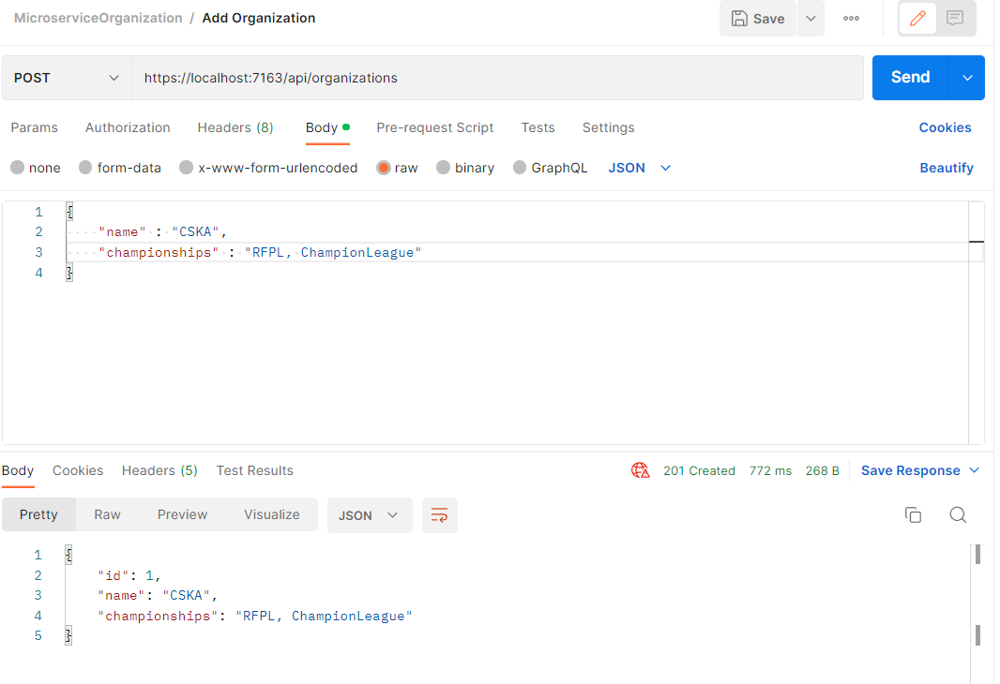 MicroserviceOrganization / Add Organization
Save
POST https://localhost:7163/api/organizations Send
Params Authorization Headers (8) Body Pre-request Script Tests Settings Cookies
none form-data x-www-form-urlencoded raw binary GraphQL JSON Beautify
1 {
2 "name" : "CSKA",
3 "championships" : "RFPL, ChampionLeague"
4 }
Body Cookies Headers (5) Test Results 201 Created 772 ms 268 B Save Response
Pretty Raw Preview Visualize JSON
1 {
2 "id": 1,
3 "name": "CSKA",
4 "championships": "RFPL, ChampionLeague"
5 }